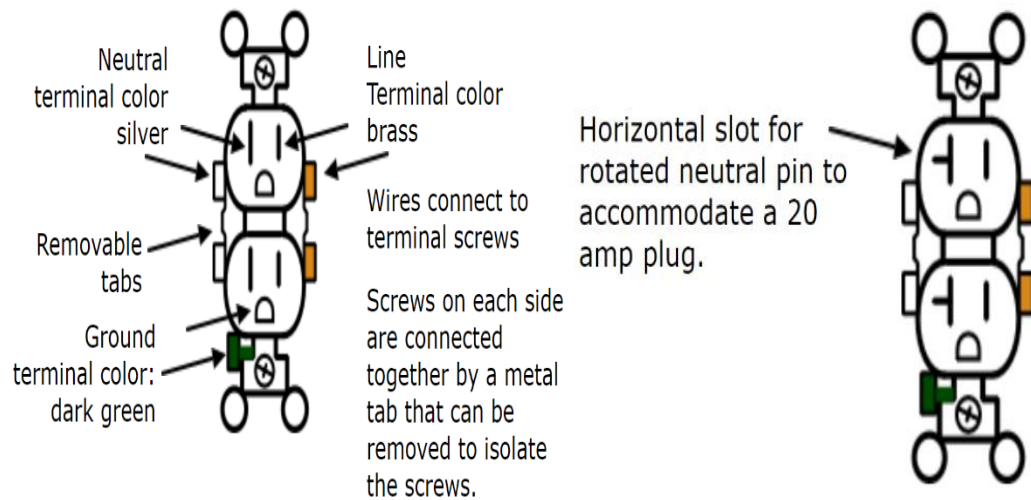 Neutral
terminal color
silver
Line
Terminal color
brass
Wires connect to
terminal screws
Removable
tabs
Screws on each side
are connected
together by a metal
tab that can be
removed to isolate
the screws.
Ground
terminal color:
dark green
Horizontal slot for
rotated neutral pin to
accommodate a 20
amp plug.